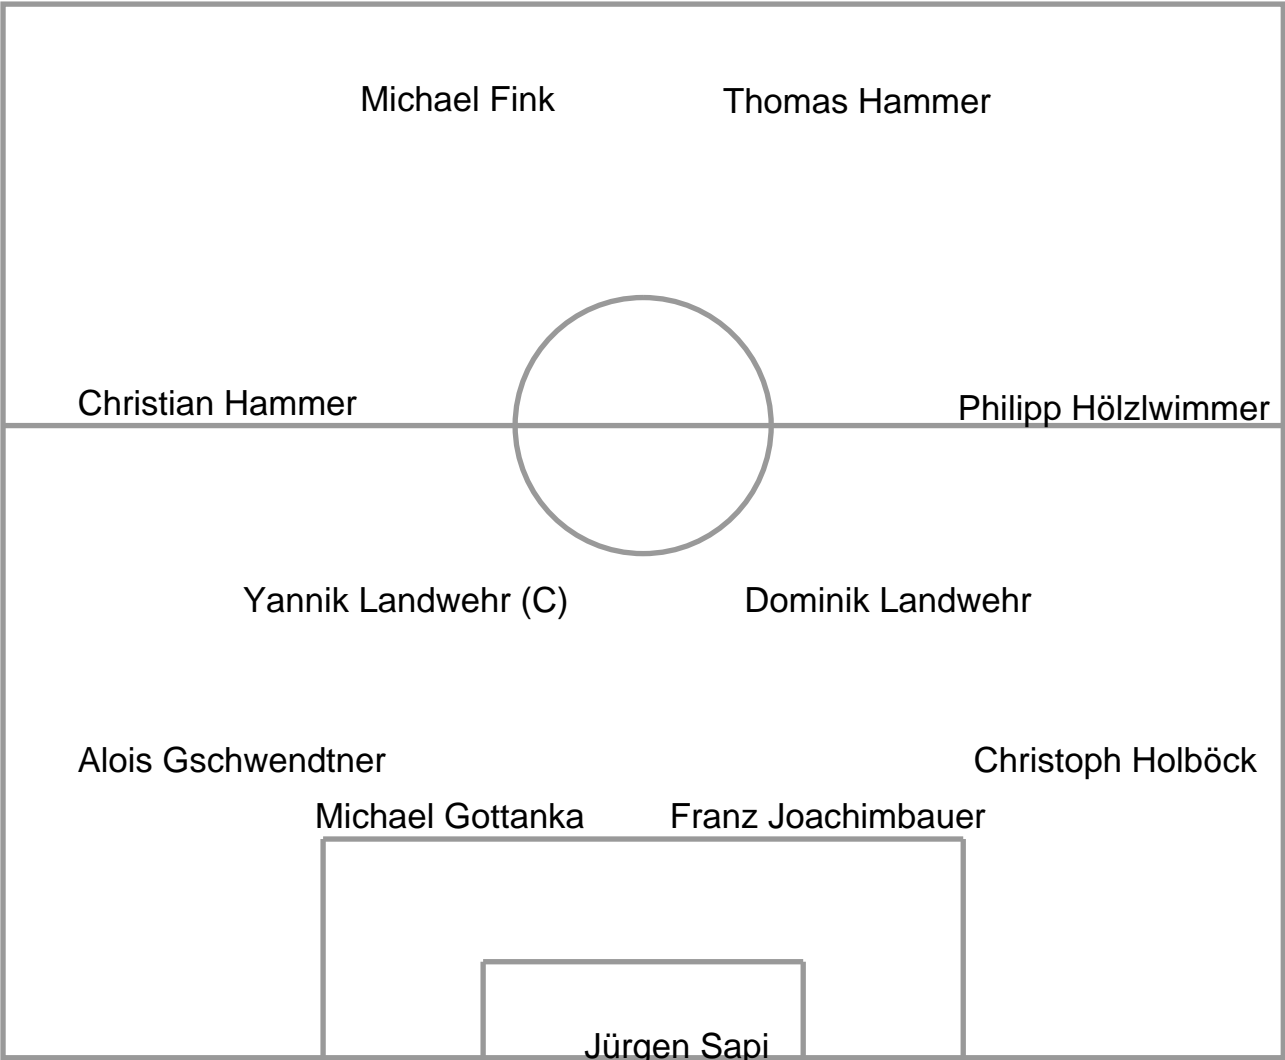 Michael Fink
Thomas Hammer
Christian Hammer
Philipp Hölzlwimmer
Yannik Landwehr (C)
Dominik Landwehr
Alois Gschwendtner
Christoph Holböck
Michael Gottanka
Franz Joachimbauer
Jürgen Sapi